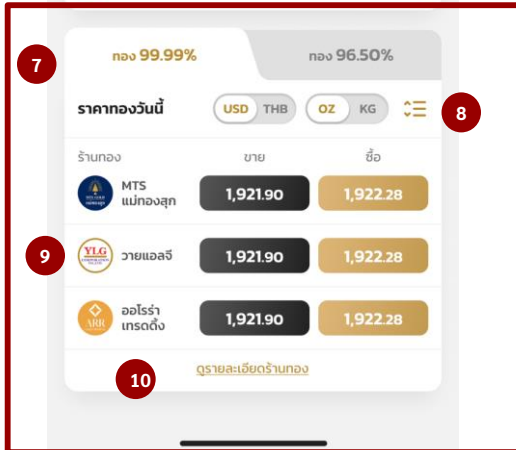 7
ทอง 99.99%
ทอง 96.50%
ราคาทองวันนี้
USD THB
OZ KG
8
ร้านทอง
ขาย
ซื้อ
MTS
แม่ทองสุก
1,921.90
1,922.28
9
YLG
วายแอลจี
1,921.90
1,922.28
ARR
ออโรร่า
เทรดดิ้ง
1,921.90
1,922.28
10
ดูรายละเอียดร้านทอง